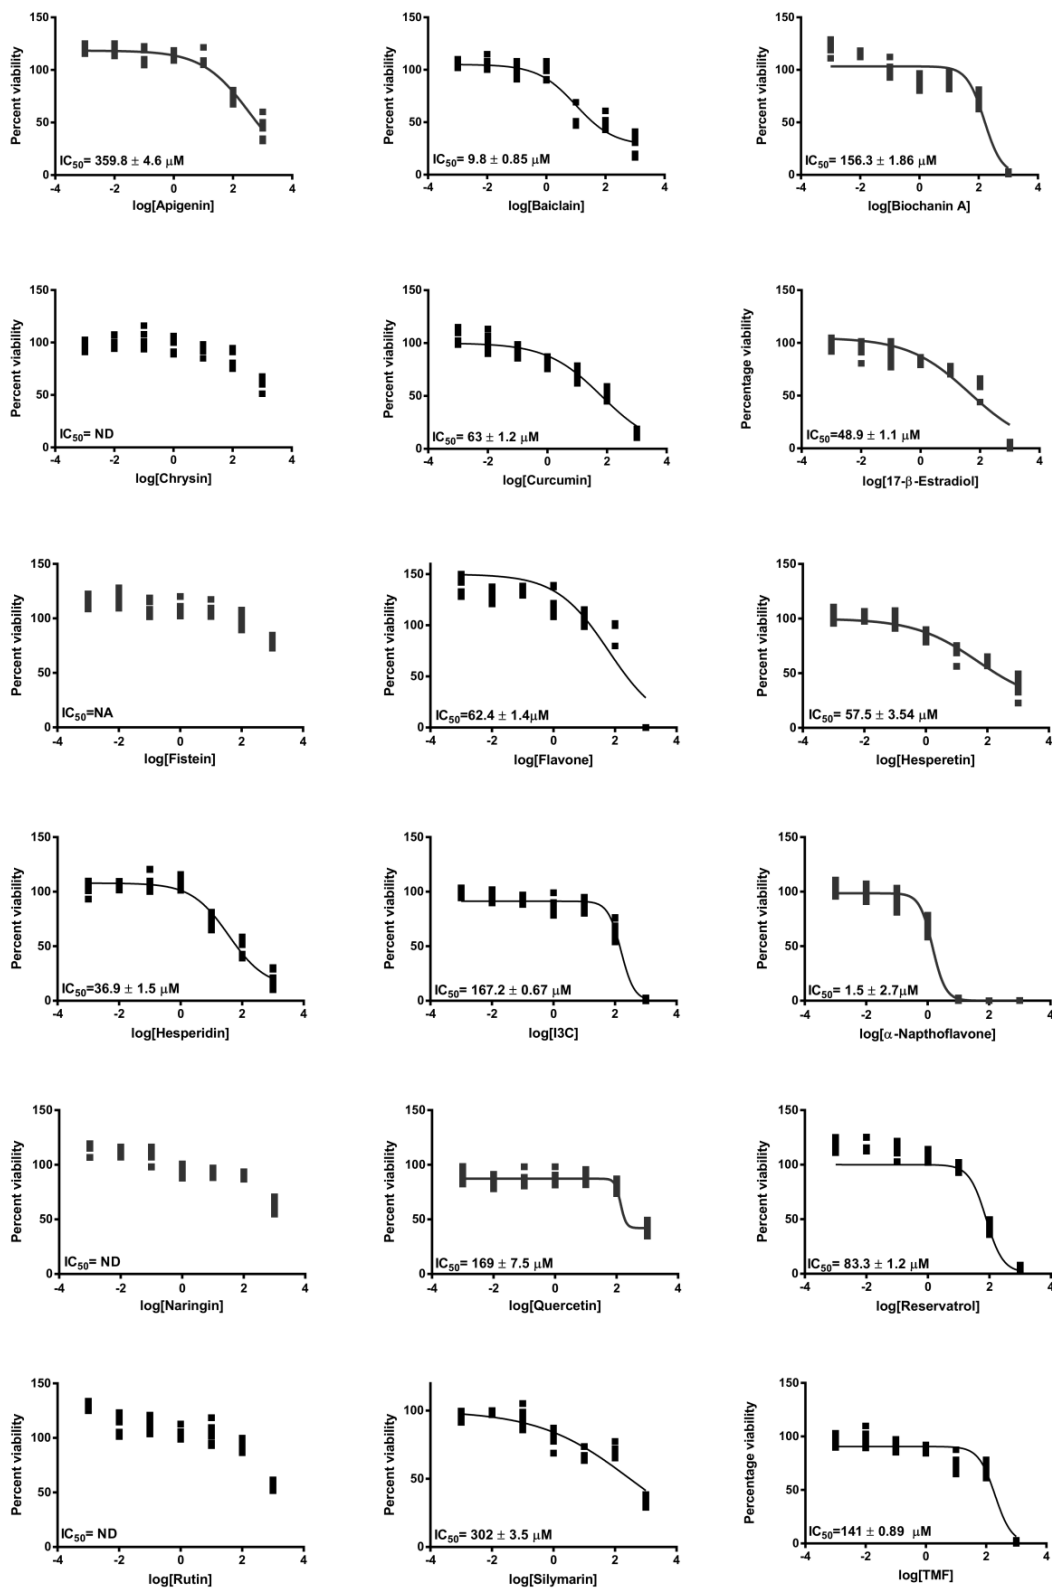 150
100
50
0
Percent viability
IC50= 359.8 ± 4.6 μM
-4 -2 0 2 4
log[Apigenin]
150
100
50
0
Percent viability
IC50= 9.8 ± 0.85 μM
-4 -2 0 2 4
log[Baiclain]
150
100
50
0
Percent viability
IC50= 156.3 ± 1.86 μM
-4 -2 0 2 4
log[Biochanin A]
150
100
50
0
Percent viability
IC50= ND
-4 -2 0 2 4
log[Chrysin]
150
100
50
0
Percent viability
IC50= 63 ± 1.2 μM
-4 -2 0 2 4
log[Curcumin]
150
100
50
0
Percentage viability
IC50=48.9 ± 1.1 μM
-4 -2 0 2 4
log[17-β-Estradiol]
150
100
50
0
Percent viability
IC50=NA
-4 -2 0 2 4
log[Fistein]
150
100
50
0
Percent viability
IC50=62.4 ± 1.4μM
-4 -2 0 2 4
log[Flavone]
150
100
50
0
Percent viability
IC50= 57.5 ± 3.54 μM
-4 -2 0 2 4
log[Hesperetin]
150
100
50
0
Percent viability
IC50=36.9 ± 1.5 μM
-4 -2 0 2 4
log[Hesperidin]
150
100
50
0
Percent viability
IC50=167.2 ± 0.67 μM
-4 -2 0 2 4
log[I3C]
150
100
50
0
Percent viability
IC50= 1.5 ± 2.7μM
-4 -2 0 2 4
log[α-Napthoflavone]
150
100
50
0
Percent viability
IC50= ND
-4 -2 0 2 4
log[Naringin]
150
100
50
0
Percent viability
IC50= 169 ± 7.5 μM
-4 -2 0 2 4
log[Quercetin]
150
100
50
0
Percent viability
IC50= 83.3 ± 1.2 μM
-4 -2 0 2 4
log[Reservatrol]
150
100
50
0
Percent viability
IC50= ND
-4 -2 0 2 4
log[Rutin]
100
50
0
Percent viability
IC50= 302 ± 3.5 μM
-4 -2 0 2 4
log[Silymarin]
150
100
50
0
Percentage viability
IC50=141 ± 0.89 μM
-4 -2 0 2 4
log[TMF]